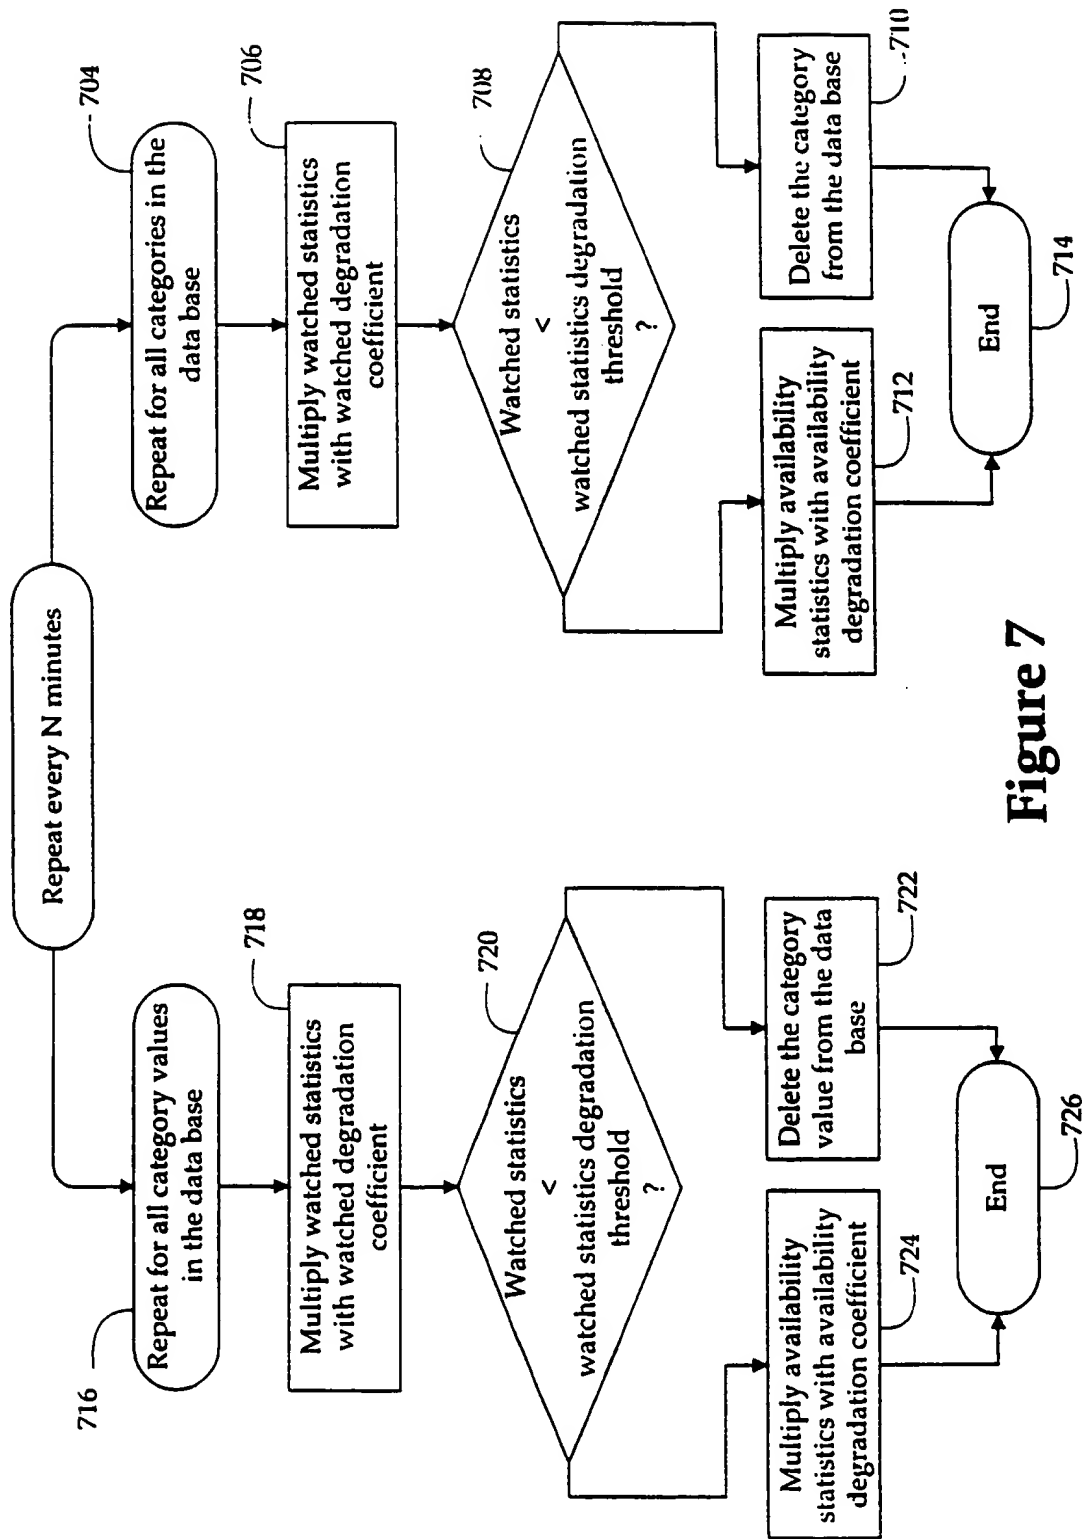 Repeat every N minutes
716
Repeat for all category values
in the data base
718
Multiply watched statistics
with watched degradation
coefficient
720
Watched statistics
<
watched statistics degradation
threshold
?
Multiply availability
statistics with availability
degradation coefficient
724
Delete the category
value from the data
base
722
End
726
704
Repeat for all categories in the
data base
706
Multiply watched statistics
with watched degradation
coefficient
708
Watched statistics
<
watched statistics degradation
threshold
?
Multiply availability
statistics with availability
degradation coefficient
712
Delete the category
from the data base
710
End
714
Figure 7